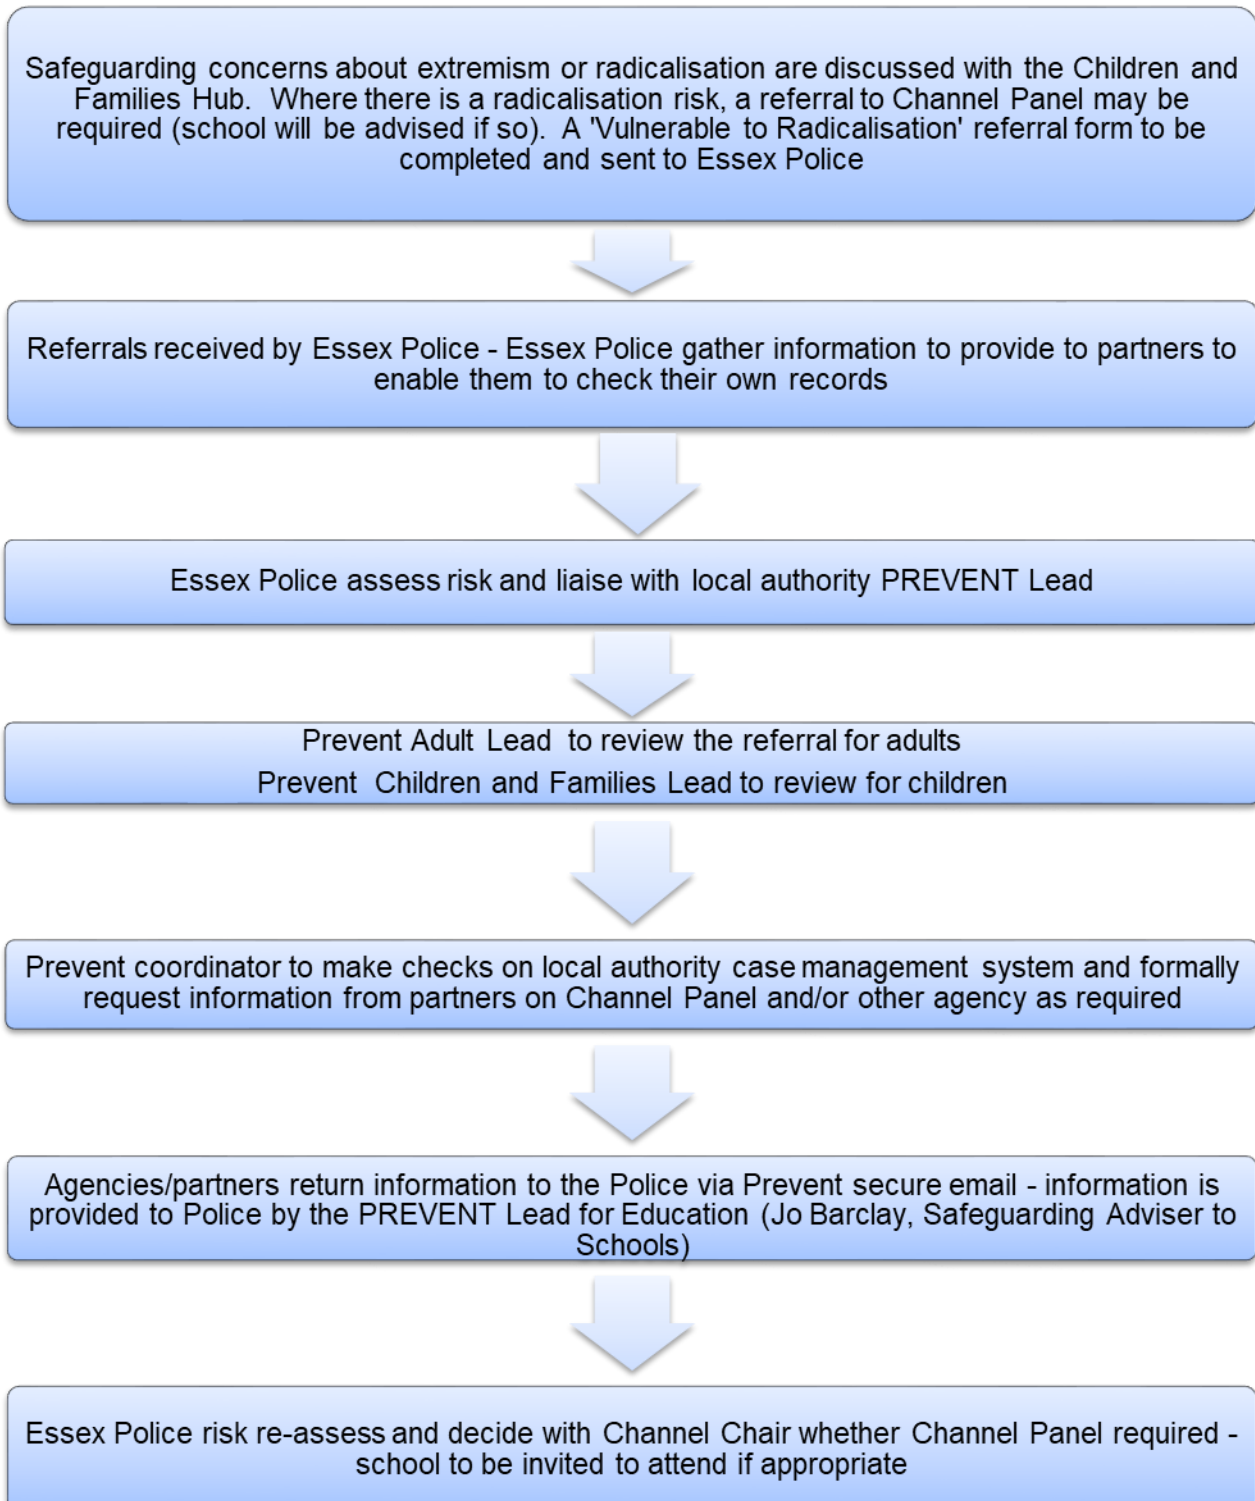 Safeguarding concerns about extremism or radicalisation are discussed with the Children and
Families Hub. Where there is a radicalisation risk, a referral to Channel Panel may be
required (school will be advised if so). A 'Vulnerable to Radicalisation' referral form to be
completed and sent to Essex Police
Referrals received by Essex Police - Essex Police gather information to provide to partners to
enable them to check their own records
Essex Police assess risk and liaise with local authority PREVENT Lead
Prevent Adult Lead to review the referral for adults
Prevent Children and Families Lead to review for children
Prevent coordinator to make checks on local authority case management system and formally
request information from partners on Channel Panel and/or other agency as required
Agencies/partners return information to the Police via Prevent secure email - information is
provided to Police by the PREVENT Lead for Education (Jo Barclay, Safeguarding Adviser to
Schools)
Essex Police risk re-assess and decide with Channel Chair whether Channel Panel required -
school to be invited to attend if appropriate